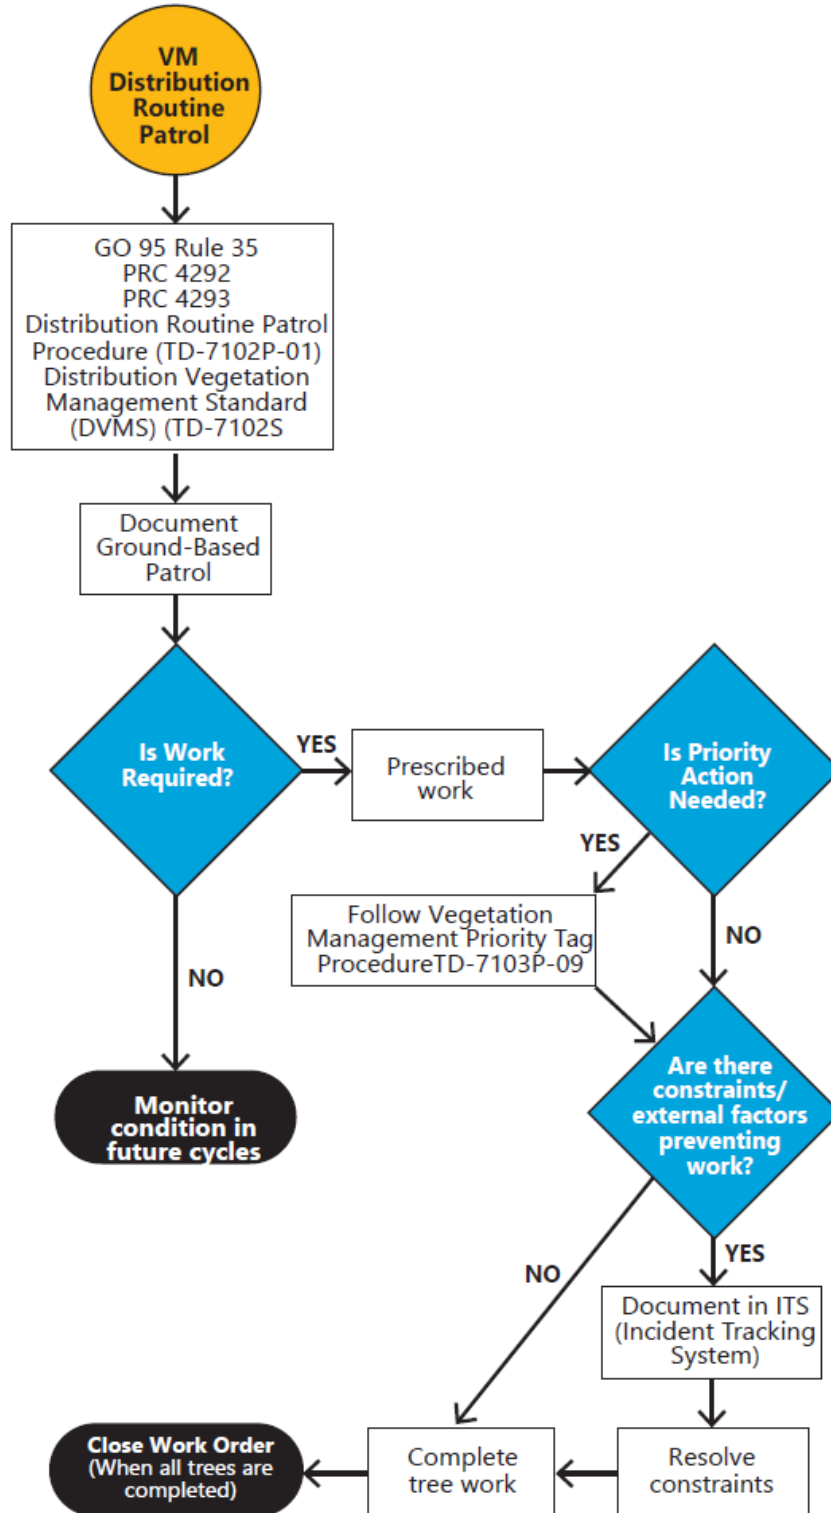 VM
Distribution
Routine
Patrol
GO 95 Rule 35
PRC 4292
PRC 4293
Distribution Routine Patrol
Procedure (TD-7102P-01)
Distribution Vegetation
Management Standard
(DVMS) (TD-7102S
Document
Ground-Based
Patrol
Is Work
Required?
YES
Prescribed
work
Is Priority
Action
Needed?
YES
Follow Vegetation
Management Priority Tag
ProcedureTD-7103P-09
NO
NO
Monitor
condition in
future cycles
Are there
constraints/
external factors
preventing
work?
NO
YES
Document in ITS
(Incident Tracking
System)
Close Work Order
(When all trees are
completed)
Complete
tree work
Resolve
constraints